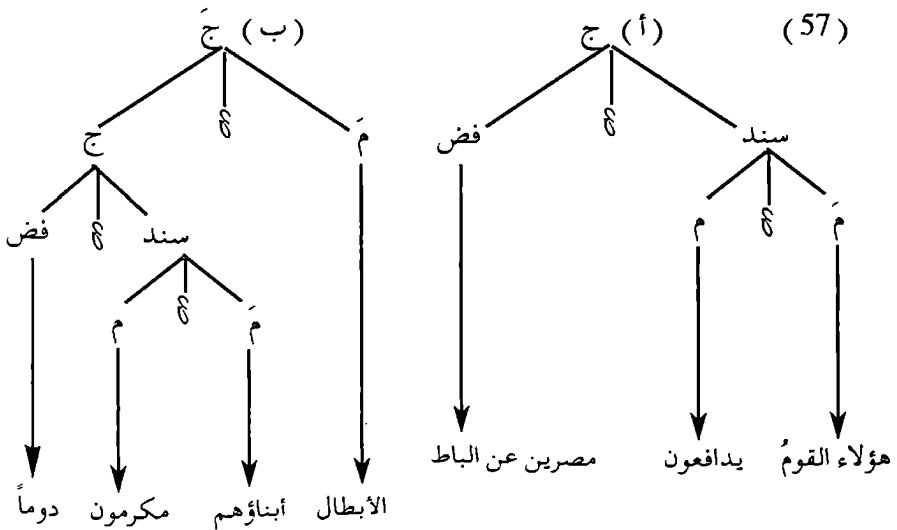 (57) (أ) ج (ب) جَ
سند فض مَ ج
مَ م سند فض
مَ م
هؤلاء القومُ يدافعون مصرين عن الباط
الأبطال أبناؤهم مكرمون دوماً